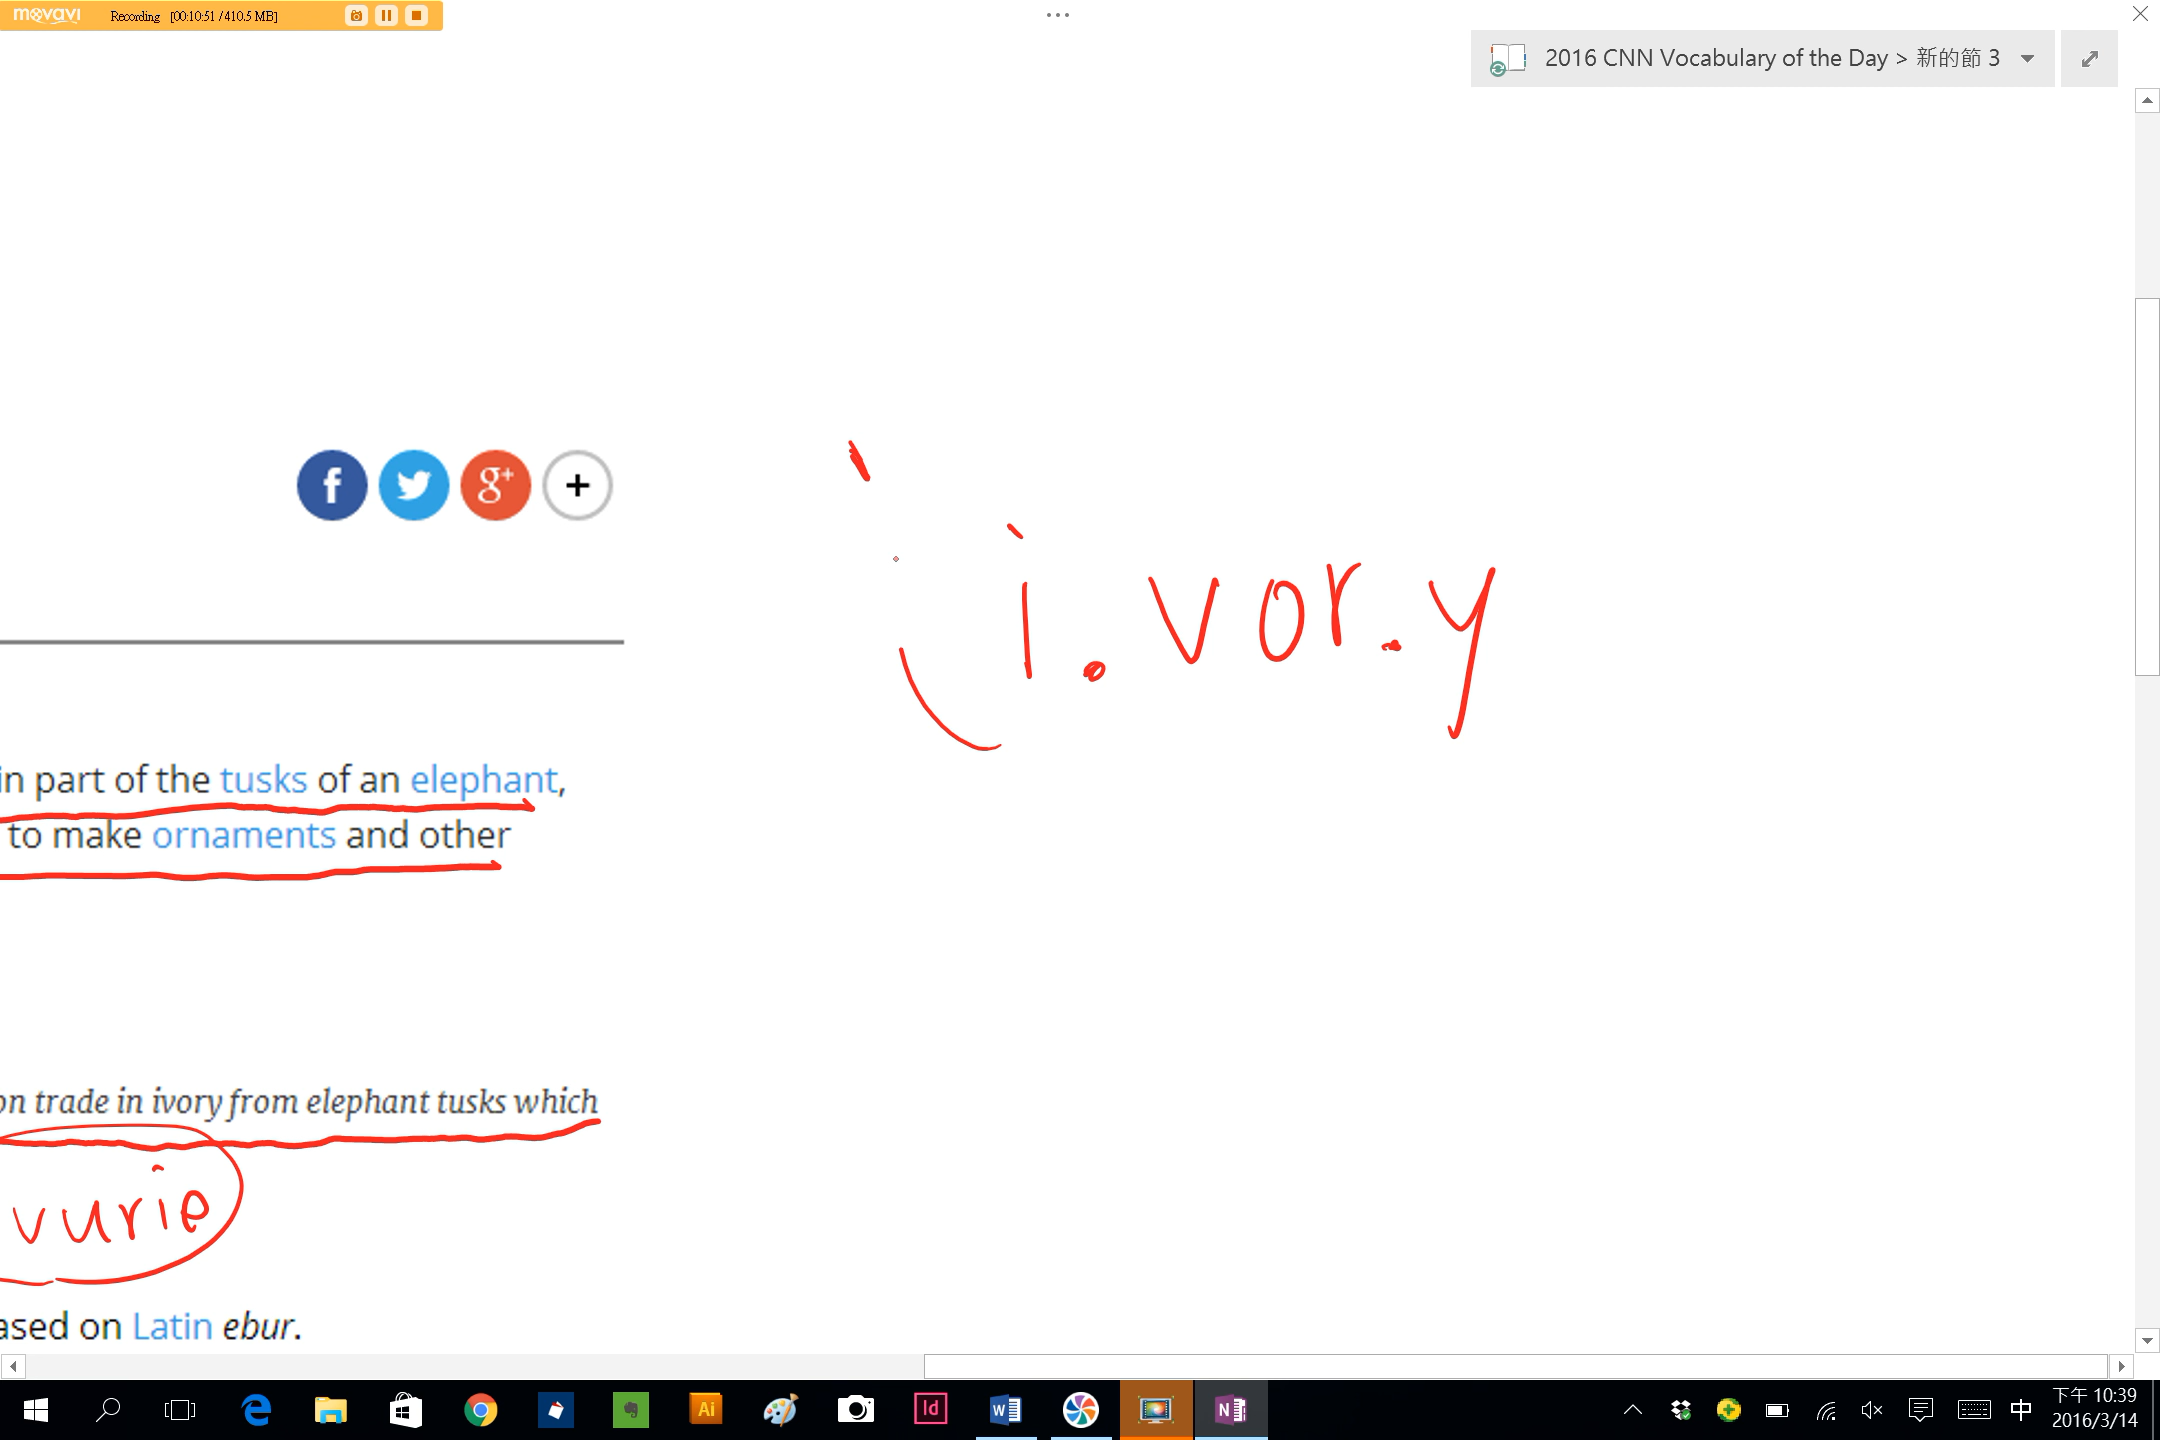 movavi Recording [00:10:51 / 410.5 MB]
2016 CNN Vocabulary of the Day > 新的節 3
f g+ +
i.vor.y
in part of the tusks of an elephant,
to make ornaments and other
on trade in ivory from elephant tusks which
vurie
ased on Latin ebur.
e Ai Id W N 中 下午 10:39
2016/3/14